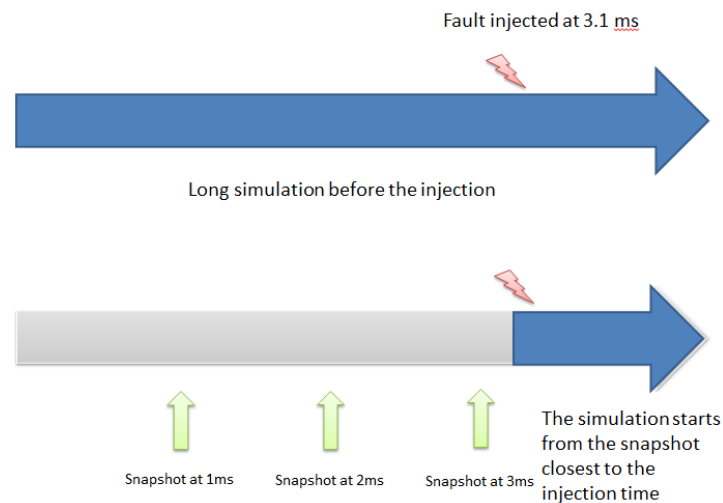 Fault injected at 3.1 ms
Long simulation before the injection
Snapshot at 1ms
Snapshot at 2ms
Snapshot at 3ms
The simulation starts
from the snapshot
closest to the
injection time